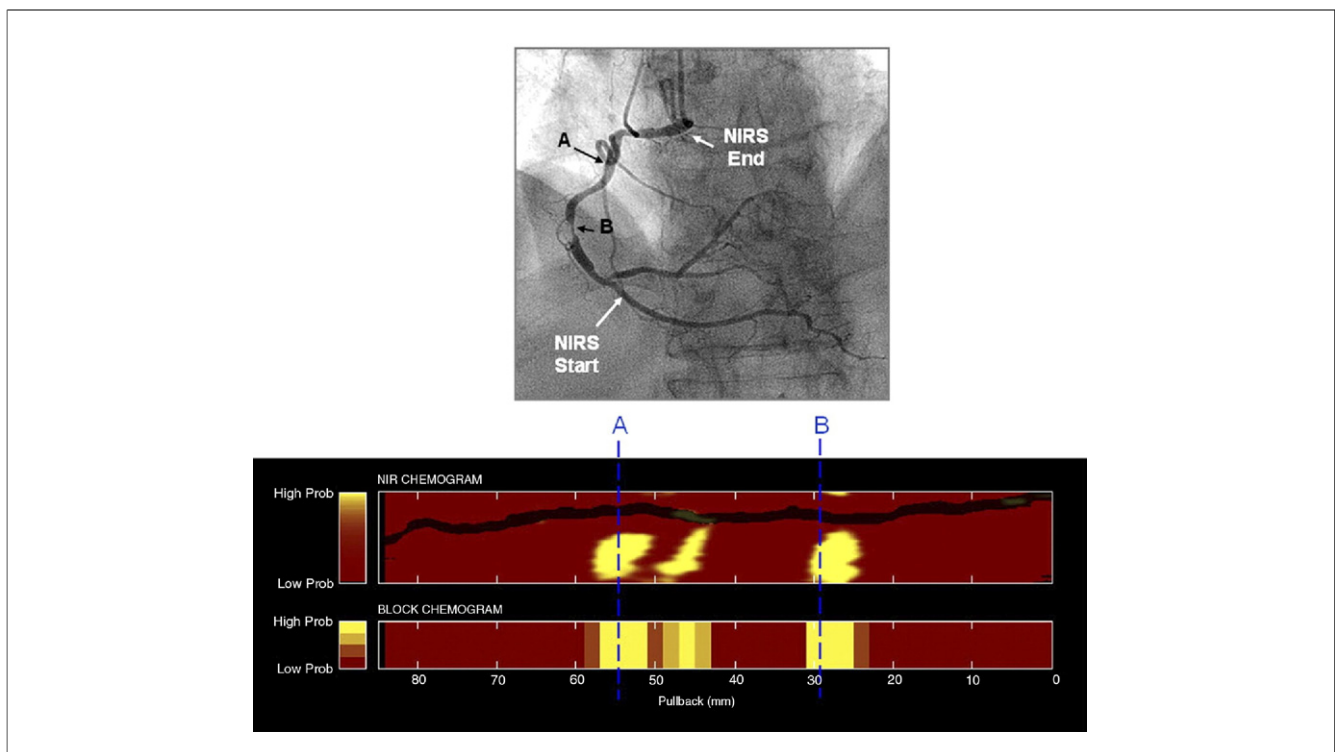 A
NIRS
End
B
NIRS
Start
A
B
NIR CHEMOGRAM
High Prob
Low Prob
BLOCK CHEMOGRAM
High Prob
Low Prob
80 70 60 50 40 30 20 10 0
Pullback (mm)